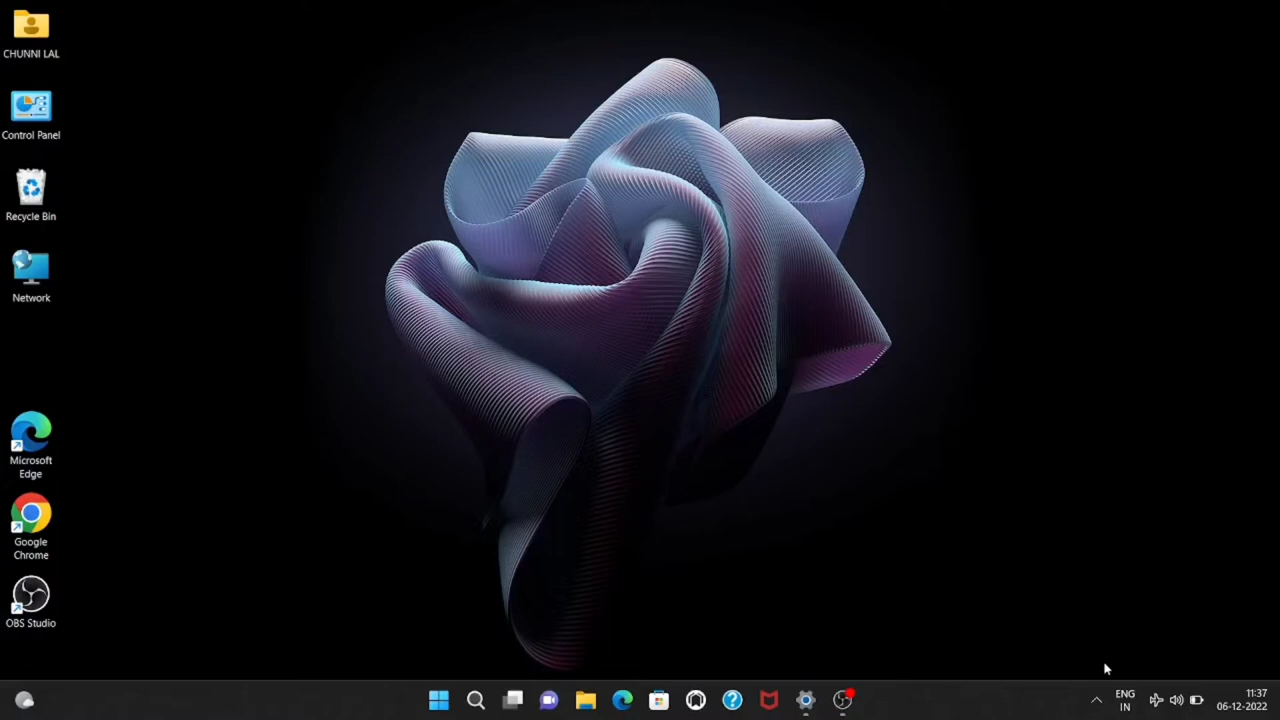 CHUNNI LAL
Control Panel
Recycle Bin
Network
Microsoft
Edge
Google
Chrome
OBS Studio
ENG
IN
11:37
06-12-2022